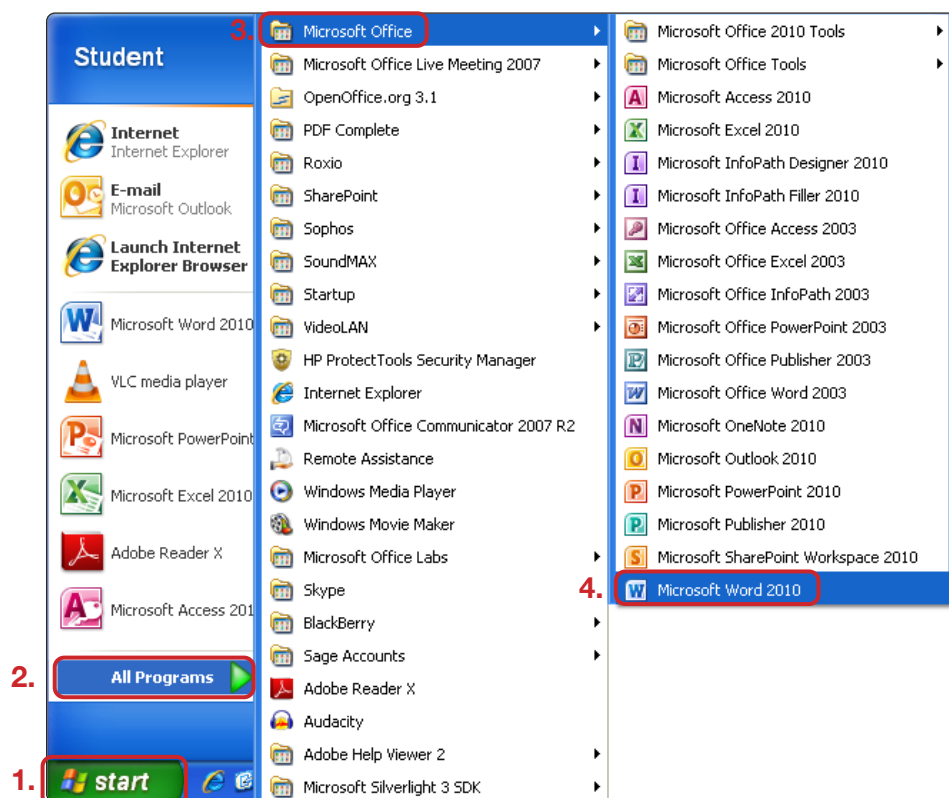 Student
Internet
Internet Explorer
E-mail
Microsoft Outlook
Launch Internet
Explorer Browser
Microsoft Word 2010
VLC media player
Microsoft PowerPoint
Microsoft Excel 2010
Adobe Reader X
Microsoft Access 201
2.
All Programs
1.
start
3.
Microsoft Office
Microsoft Office Live Meeting 2007
OpenOffice.org 3.1
PDF Complete
Roxio
SharePoint
Sophos
SoundMAX
Startup
VideoLAN
HP ProtectTools Security Manager
Internet Explorer
Microsoft Office Communicator 2007 R2
Remote Assistance
Windows Media Player
Windows Movie Maker
Microsoft Office Labs
Skype
BlackBerry
Sage Accounts
Adobe Reader X
Audacity
Adobe Help Viewer 2
Microsoft Silverlight 3 SDK
Microsoft Office 2010 Tools
Microsoft Office Tools
Microsoft Access 2010
Microsoft Excel 2010
Microsoft InfoPath Designer 2010
Microsoft InfoPath Filler 2010
Microsoft Office Access 2003
Microsoft Office Excel 2003
Microsoft Office InfoPath 2003
Microsoft Office PowerPoint 2003
Microsoft Office Publisher 2003
Microsoft Office Word 2003
Microsoft OneNote 2010
Microsoft Outlook 2010
Microsoft PowerPoint 2010
Microsoft Publisher 2010
Microsoft SharePoint Workspace 2010
4.
Microsoft Word 2010